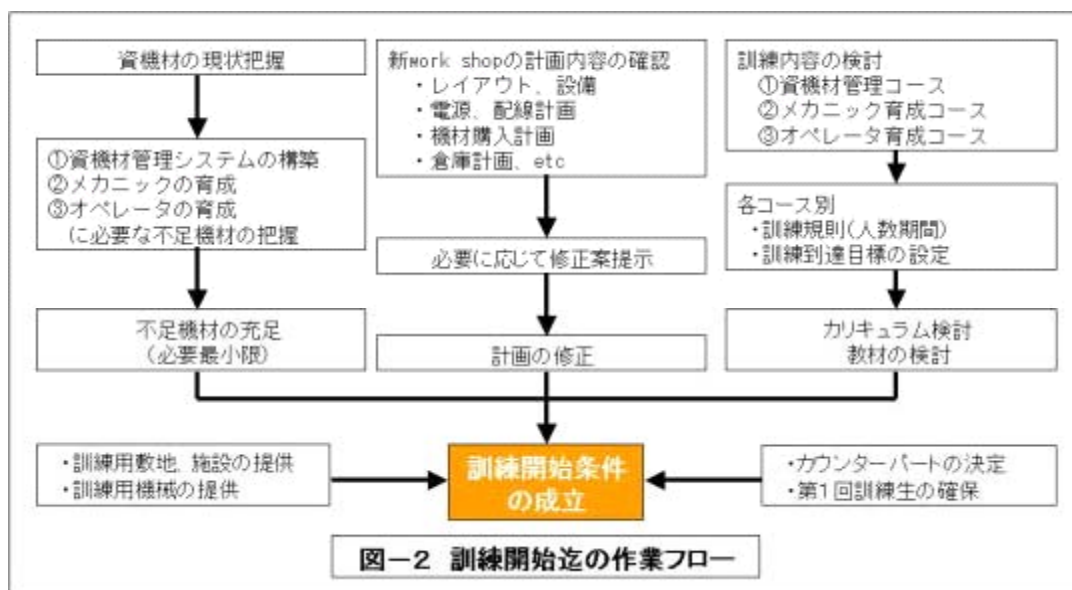 資機材の現状把握
①資機材管理システムの構築
②メカニックの育成
③オペレータの育成
に必要な不足機材の把握
不足機材の充足
(必要最小限)
新work shopの計画内容の確認
・レイアウト、設備
・電源、配線計画
・機材購入計画
・倉庫計画、etc
必要に応じて修正案提示
計画の修正
訓練内容の検討
①資機材管理コース
②メカニック育成コース
③オペレータ育成コース
各コース別
・訓練規則(人数期間)
・訓練到達目標の設定
カリキュラム検討
教材の検討
・訓練用敷地、施設の提供
・訓練用機械の提供
訓練開始条件
の成立
・カウンターパートの決定
・第1回訓練生の確保
図－2 訓練開始迄の作業フロー